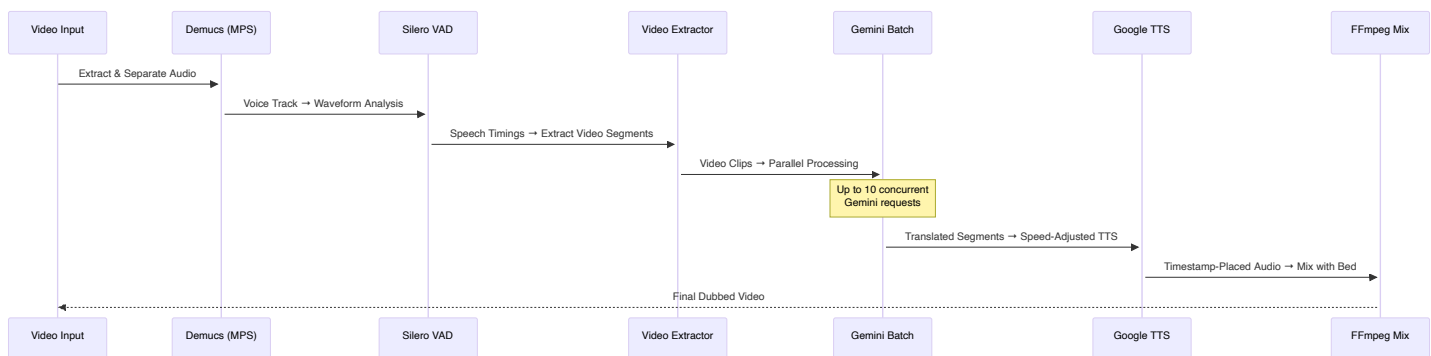 Video Input
Demucs (MPS)
Silero VAD
Video Extractor
Gemini Batch
Google TTS
FFmpeg Mix
Extract & Separate Audio
Voice Track → Waveform Analysis
Speech Timings → Extract Video Segments
Video Clips → Parallel Processing
Up to 10 concurrent
Gemini requests
Translated Segments → Speed-Adjusted TTS
Timestamp-Placed Audio → Mix with Bed
Final Dubbed Video
Video Input
Demucs (MPS)
Silero VAD
Video Extractor
Gemini Batch
Google TTS
FFmpeg Mix